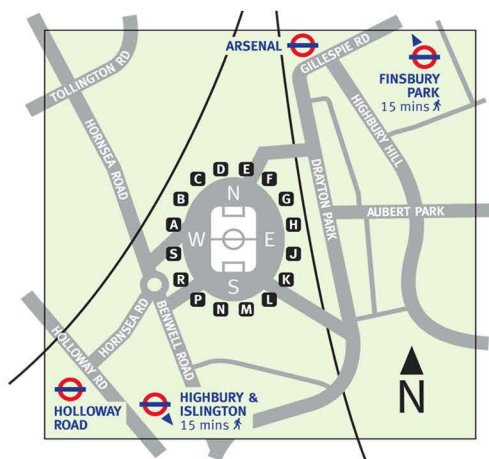 ARSENAL
GILLESPIE RD
FINSBURY
PARK
15 mins
TOLLINGTON RD
HORNSEA ROAD
HIGHBURY HILL
DRAYTON PARK
AUBERT PARK
D
E
C
F
B
G
A
H
S
J
R
K
P
L
N
M
N
W
E
S
HORNSEA RD
BENWELL ROAD
HOLLOWAY RD
HOLLOWAY
ROAD
HIGHBURY &
ISLINGTON
15 mins
N